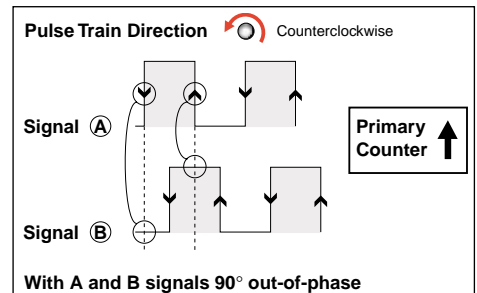 Pulse Train Direction Counterclockwise
Signal A
Primary
Counter
Signal B
With A and B signals 90° out-of-phase